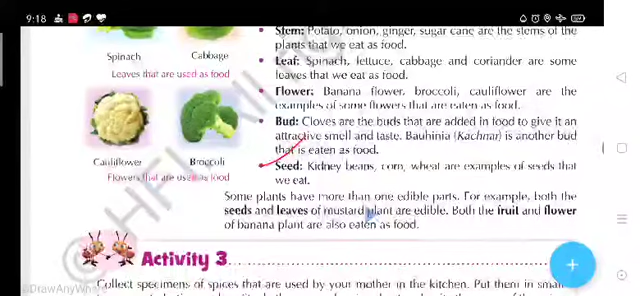 9:18
Stem: Potato, onion, ginger, sugar cane are the stems of the
plants that we eat as food.
Spinach
Cabbage
Leaf: Spinach, lettuce, cabbage and coriander are some
Leaves that are used as food
leaves that we eat as food.
Flower: Banana flower, broccoli, cauliflower are the
examples of some flowers that are eaten as food.
Bud: Cloves are the buds that are added in food to give it an
attractive smell and taste. Bauhinia (Kachnar) is another bud
that is eaten as food.
Cauliflower
Broccoli
Seed: Kidney beans, corn, wheat are examples of seeds that
Flowers that are used as food
we eat.
Some plants have more than one edible parts. For example, both the
seeds and leaves of mustard plant are edible. Both the fruit and flower
of banana plant are also eaten as food.
Activity 3
Collect specimens of spices that are used by your mother in the kitchen. Put them in small
@DrawAnyWhere